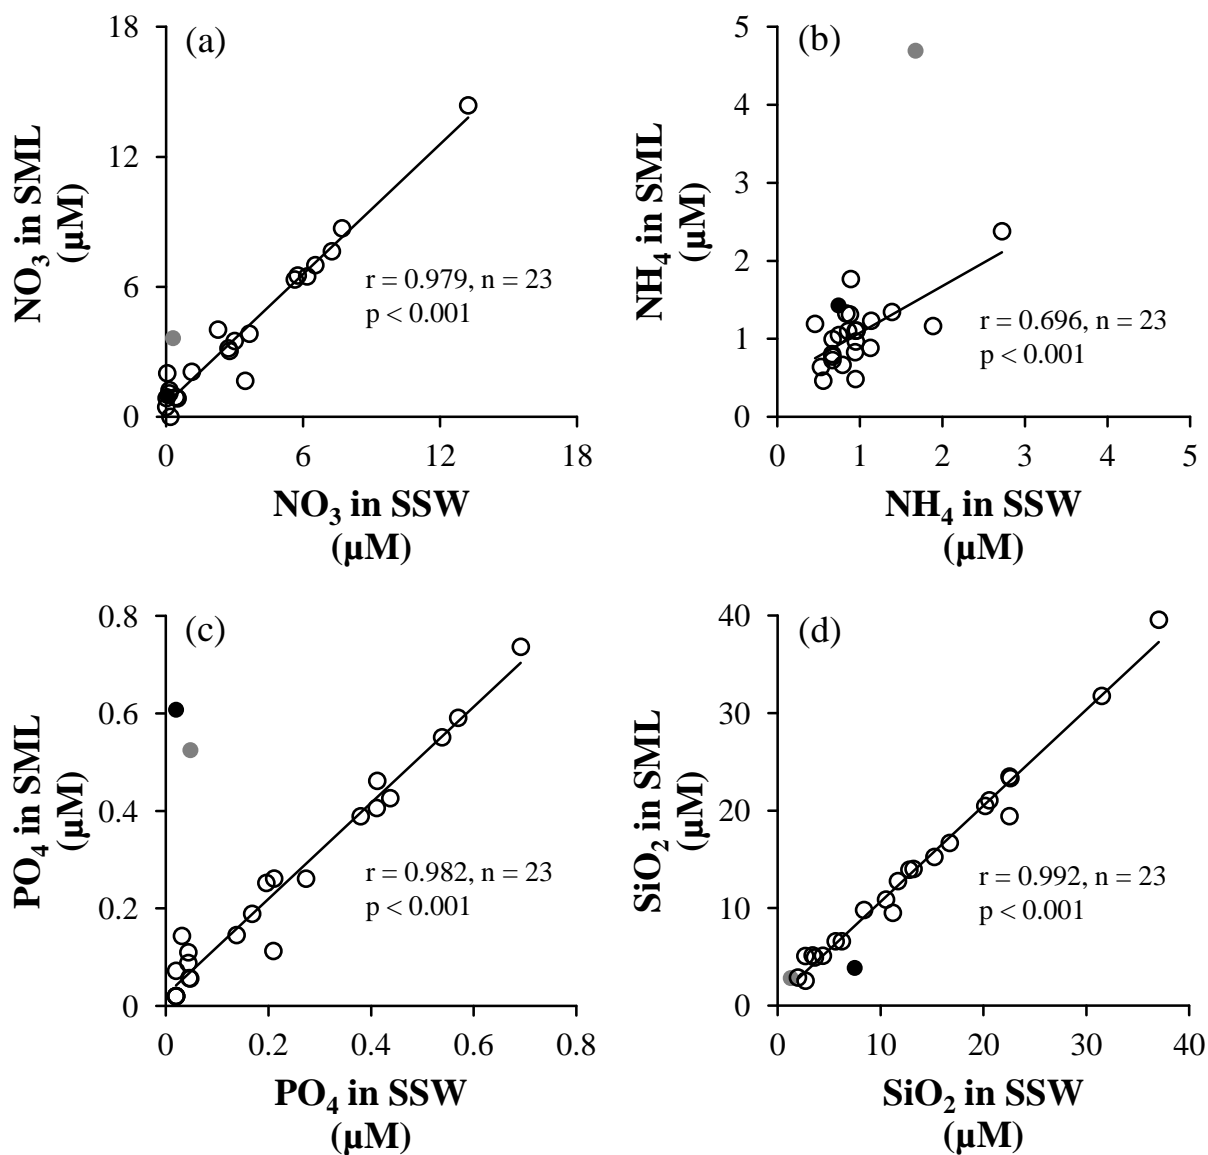 (a)
18
12
6
0
NO₃ in SML
(µM)
r = 0.979, n = 23
p < 0.001
0 6 12 18
NO₃ in SSW
(µM)
(b)
5
4
3
2
1
0
NH₄ in SML
(µM)
r = 0.696, n = 23
p < 0.001
0 1 2 3 4 5
NH₄ in SSW
(µM)
(c)
0.8
0.6
0.4
0.2
0
PO₄ in SML
(µM)
r = 0.982, n = 23
p < 0.001
0 0.2 0.4 0.6 0.8
PO₄ in SSW
(µM)
(d)
40
30
20
10
0
SiO₂ in SML
(µM)
r = 0.992, n = 23
p < 0.001
0 10 20 30 40
SiO₂ in SSW
(µM)